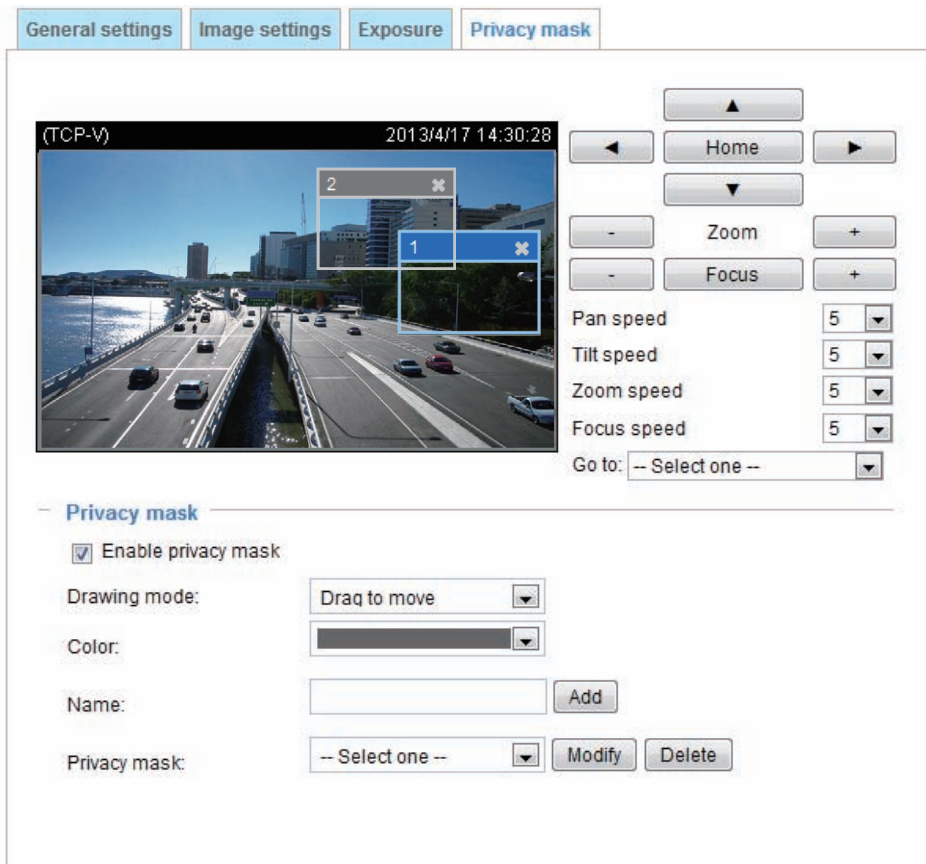 General settings Image settings Exposure Privacy mask
(TCP-V) 2013/4/17 14:30:28
2
1
Home
- Zoom +
- Focus +
Pan speed 5
Tilt speed 5
Zoom speed 5
Focus speed 5
Go to: -- Select one --
Privacy mask
Enable privacy mask
Drawing mode: Drag to move
Color:
Name: Add
Privacy mask: -- Select one -- Modify Delete